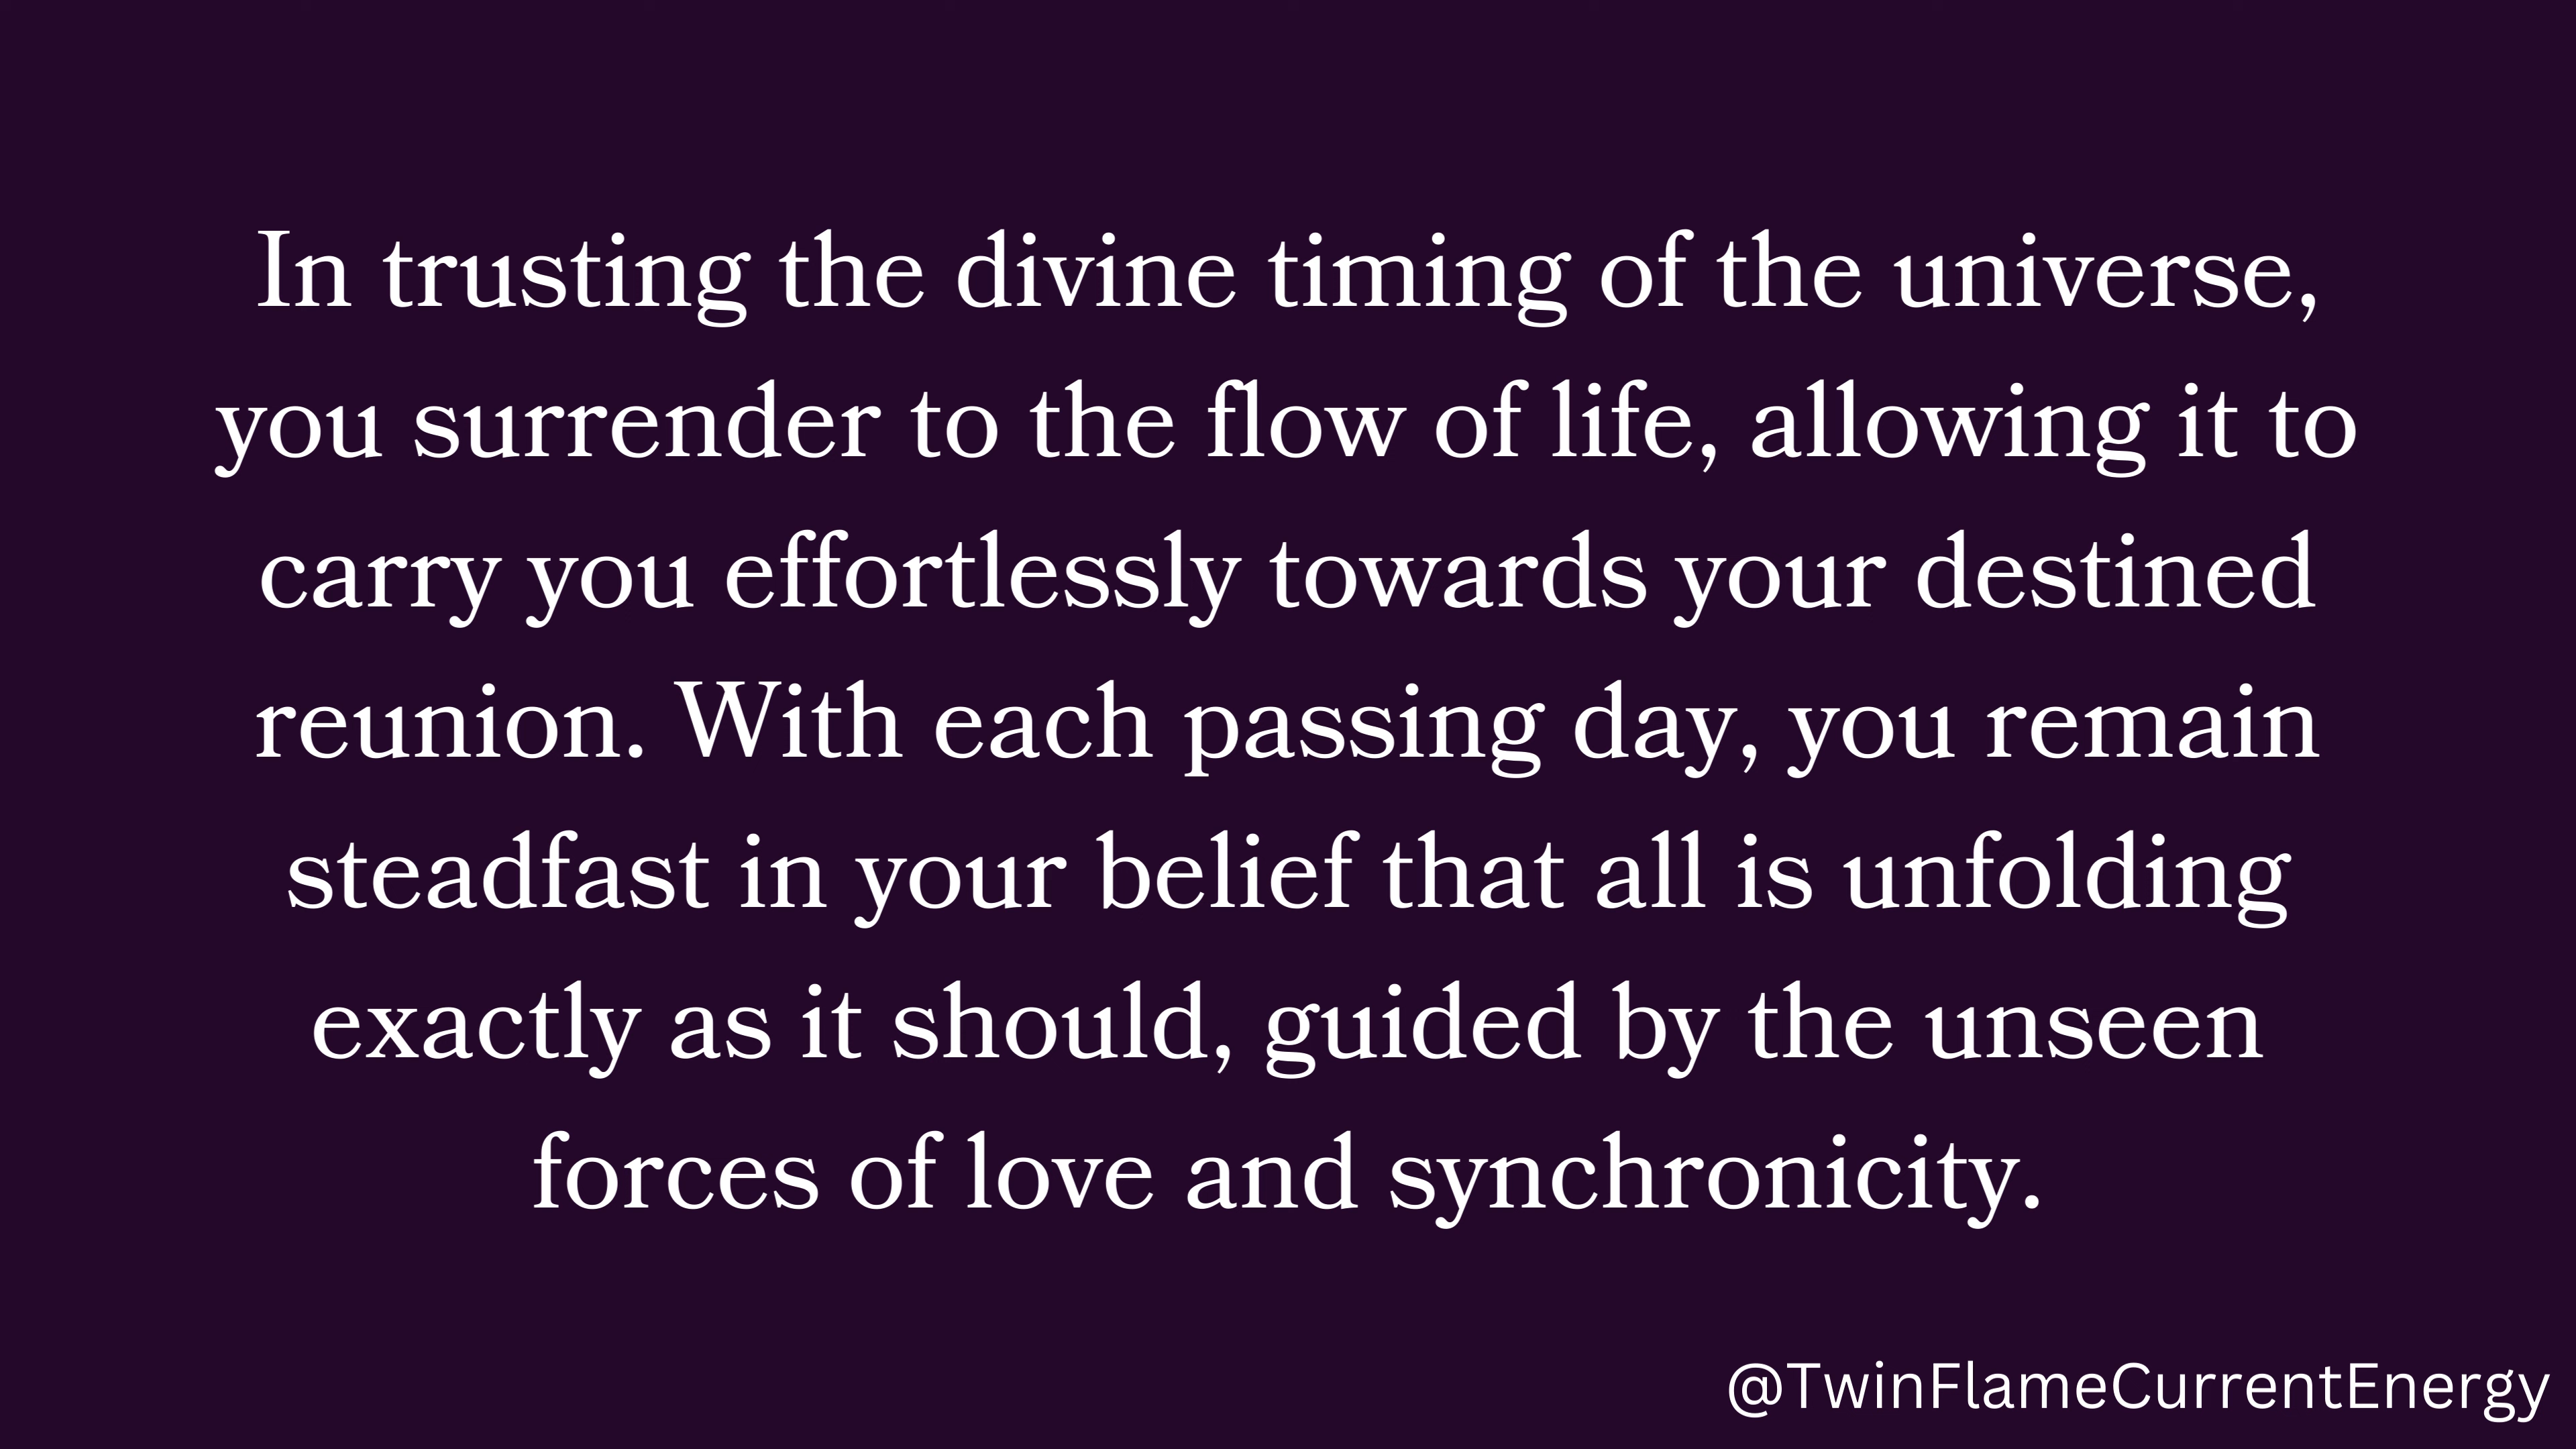 In trusting the divine timing of the universe,
you surrender to the flow of life, allowing it to
carry you effortlessly towards your destined
reunion. With each passing day, you remain
steadfast in your belief that all is unfolding
exactly as it should, guided by the unseen
forces of love and synchronicity.
@TwinFlameCurrentEnergy